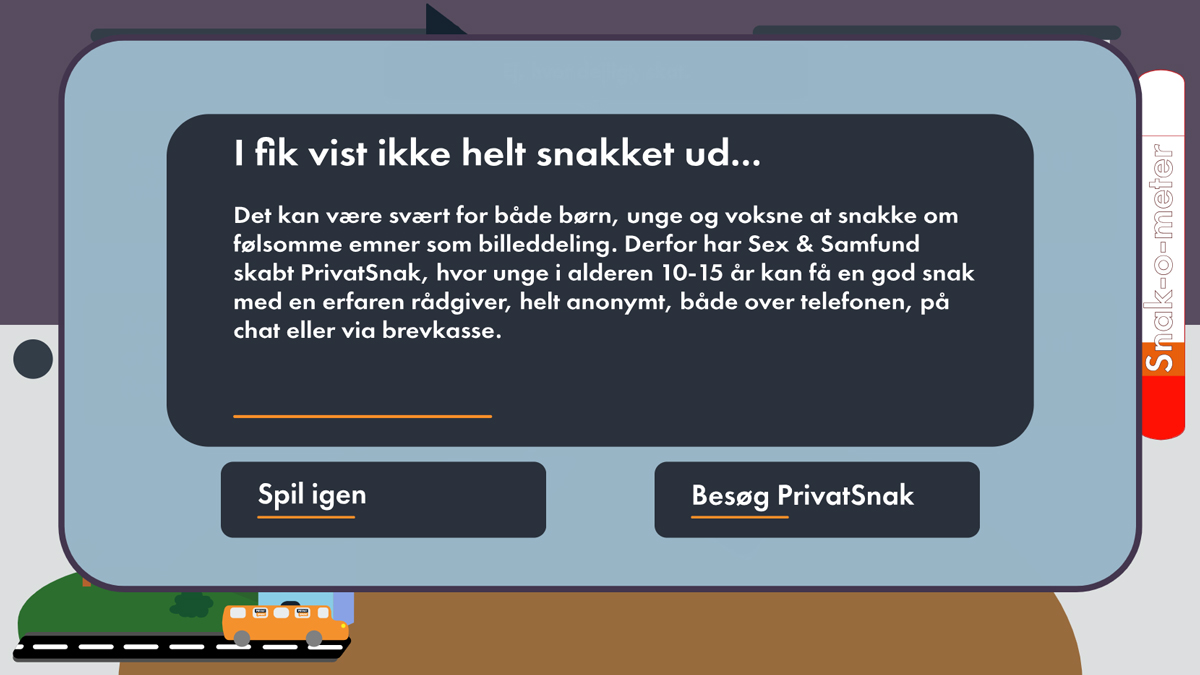 I fik vist ikke helt snakket ud...
Det kan være svært for både børn, unge og voksne at snakke om
følsomme emner som billeddeling. Derfor har Sex & Samfund
skabt PrivatSnak, hvor unge i alderen 10-15 år kan få en god snak
med en erfaren rådgiver, helt anonymt, både over telefonen, på
chat eller via brevkasse.
Spil igen
Besøg PrivatSnak
Snak-o-meter